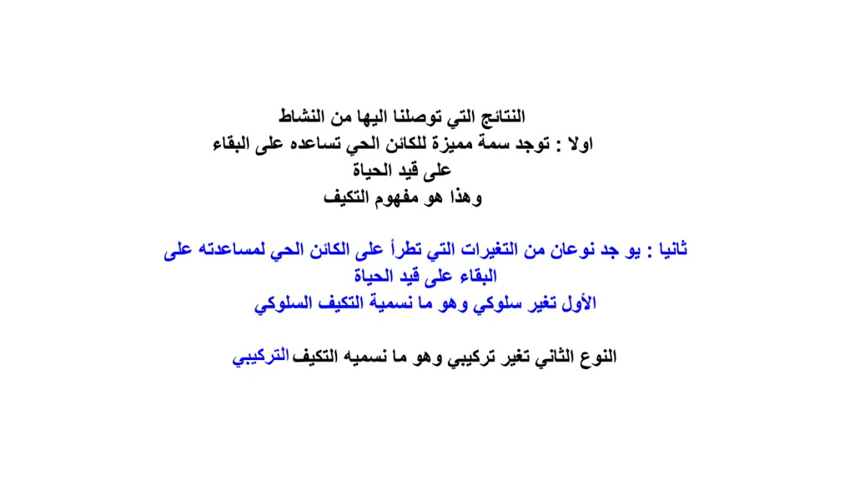 النتائج التي توصلنا اليها من النشاط
اولا : توجد سمة مميزة للكائن الحي تساعده على البقاء
على قيد الحياة
وهذا هو مفهوم التكيف
ثانيا : يو جد نوعان من التغيرات التي تطرأ على الكائن الحي لمساعدته على
البقاء على قيد الحياة
الأول تغير سلوكي وهو ما نسمية التكيف السلوكي
النوع الثاني تغير تركيبي وهو ما نسميه التكيف التركيبي